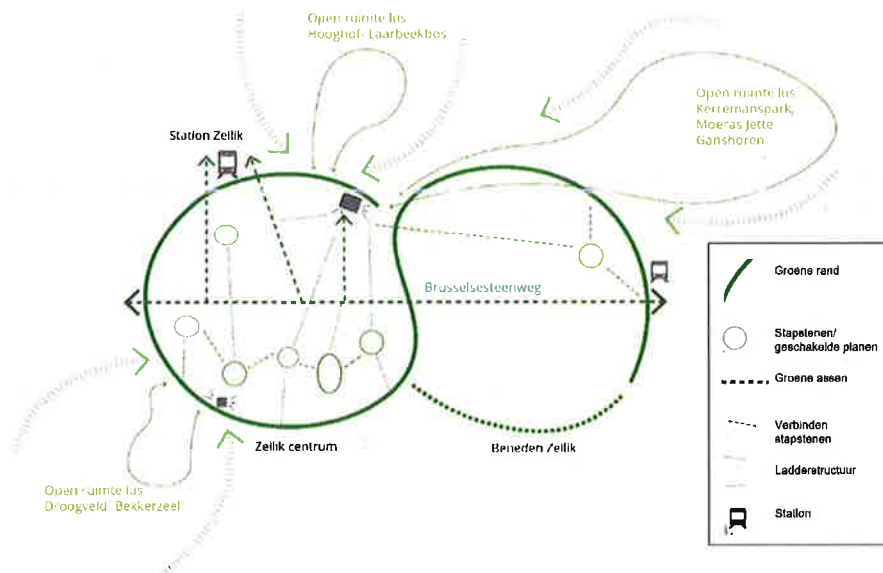 Open ruimte lus
Hooghof- Laarbeekbos
Open ruimte lus
Kerremanspark,
Moeras Jette
Ganshoren
Station Zellik
Brusselsesteenweg
Zellik centrum
Beneden Zellik
Open ruimte lus
Droogveld- Bekkerzeel
Groene rand
Stapstenen/
geschakelde planen
Groene assen
Verbinden
stapstenen
Ladderstructuur
Station